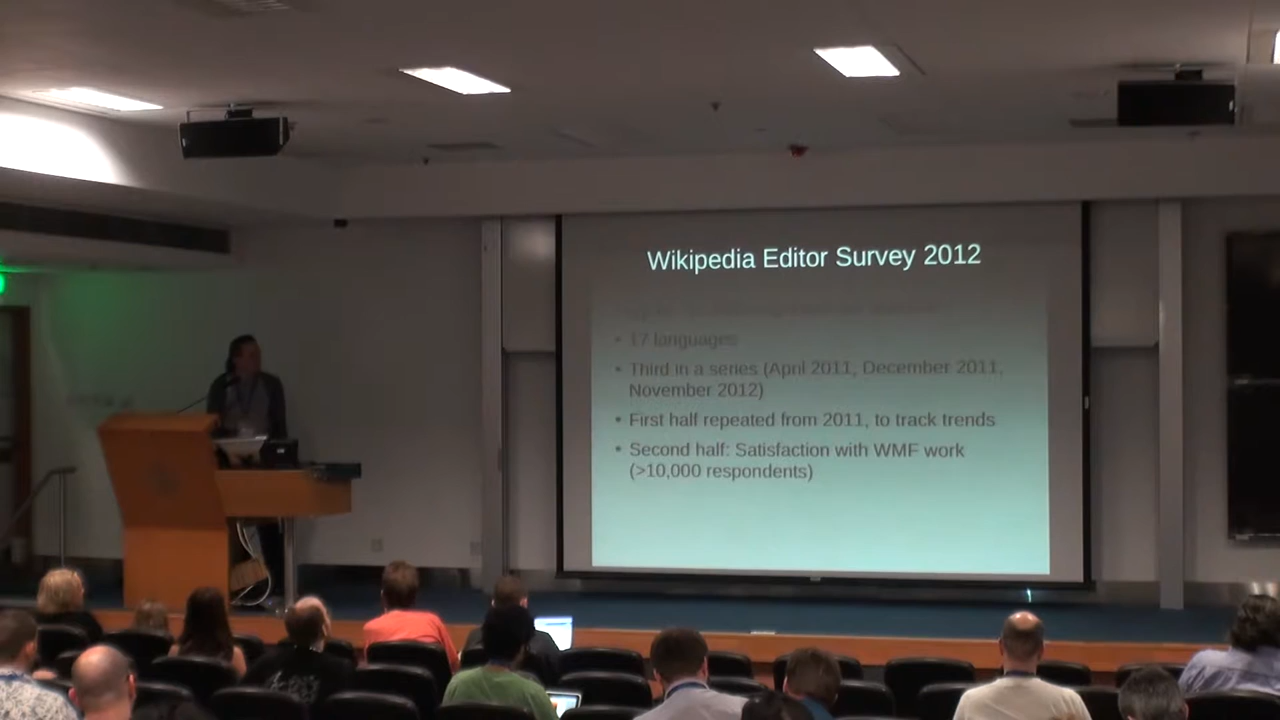 Wikipedia Editor Survey 2012
• 17 languages
• Third in a series (April 2011, December 2011,
November 2012)
• First half repeated from 2011, to track trends
• Second half: Satisfaction with WMF work
(>10,000 respondents)